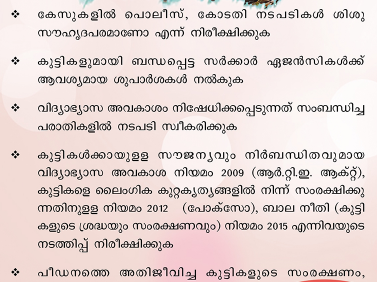 ❖ കേസുകളിൽ പൊലീസ്, കോടതി നടപടികൾ ശിശു
സൗഹൃദപരമാണോ എന്ന് നിരീക്ഷിക്കുക
❖ കുട്ടികളുമായി ബന്ധപ്പെട്ട സർക്കാർ ഏജൻസികൾക്ക്
ആവശ്യമായ ശുപാർശകൾ നൽകുക
❖ വിദ്യാഭ്യാസ അവകാശം നിഷേധിക്കപ്പെടുന്നത് സംബന്ധിച്ച
പരാതികളിൽ നടപടി സ്വീകരിക്കുക
❖ കുട്ടികൾക്കായുളള സൗജന്യവും നിർബന്ധിതവുമായ
വിദ്യാഭ്യാസ അവകാശ നിയമം 2009 (ആർ.റ്റി.ഇ. ആക്ട്),
കുട്ടികളെ ലൈംഗിക കുറ്റകൃത്യങ്ങളിൽ നിന്ന് സംരക്ഷിക്കു
ന്നതിനുളള നിയമം 2012 (പോക്സോ), ബാല നീതി (കുട്ടി
കളുടെ ശ്രദ്ധയും സംരക്ഷണവും) നിയമം 2015 എന്നിവയുടെ
നടത്തിപ്പ് നിരീക്ഷിക്കുക
❖ പീഡനത്തെ അതിജീവിച്ച കുട്ടികളുടെ സംരക്ഷണം,